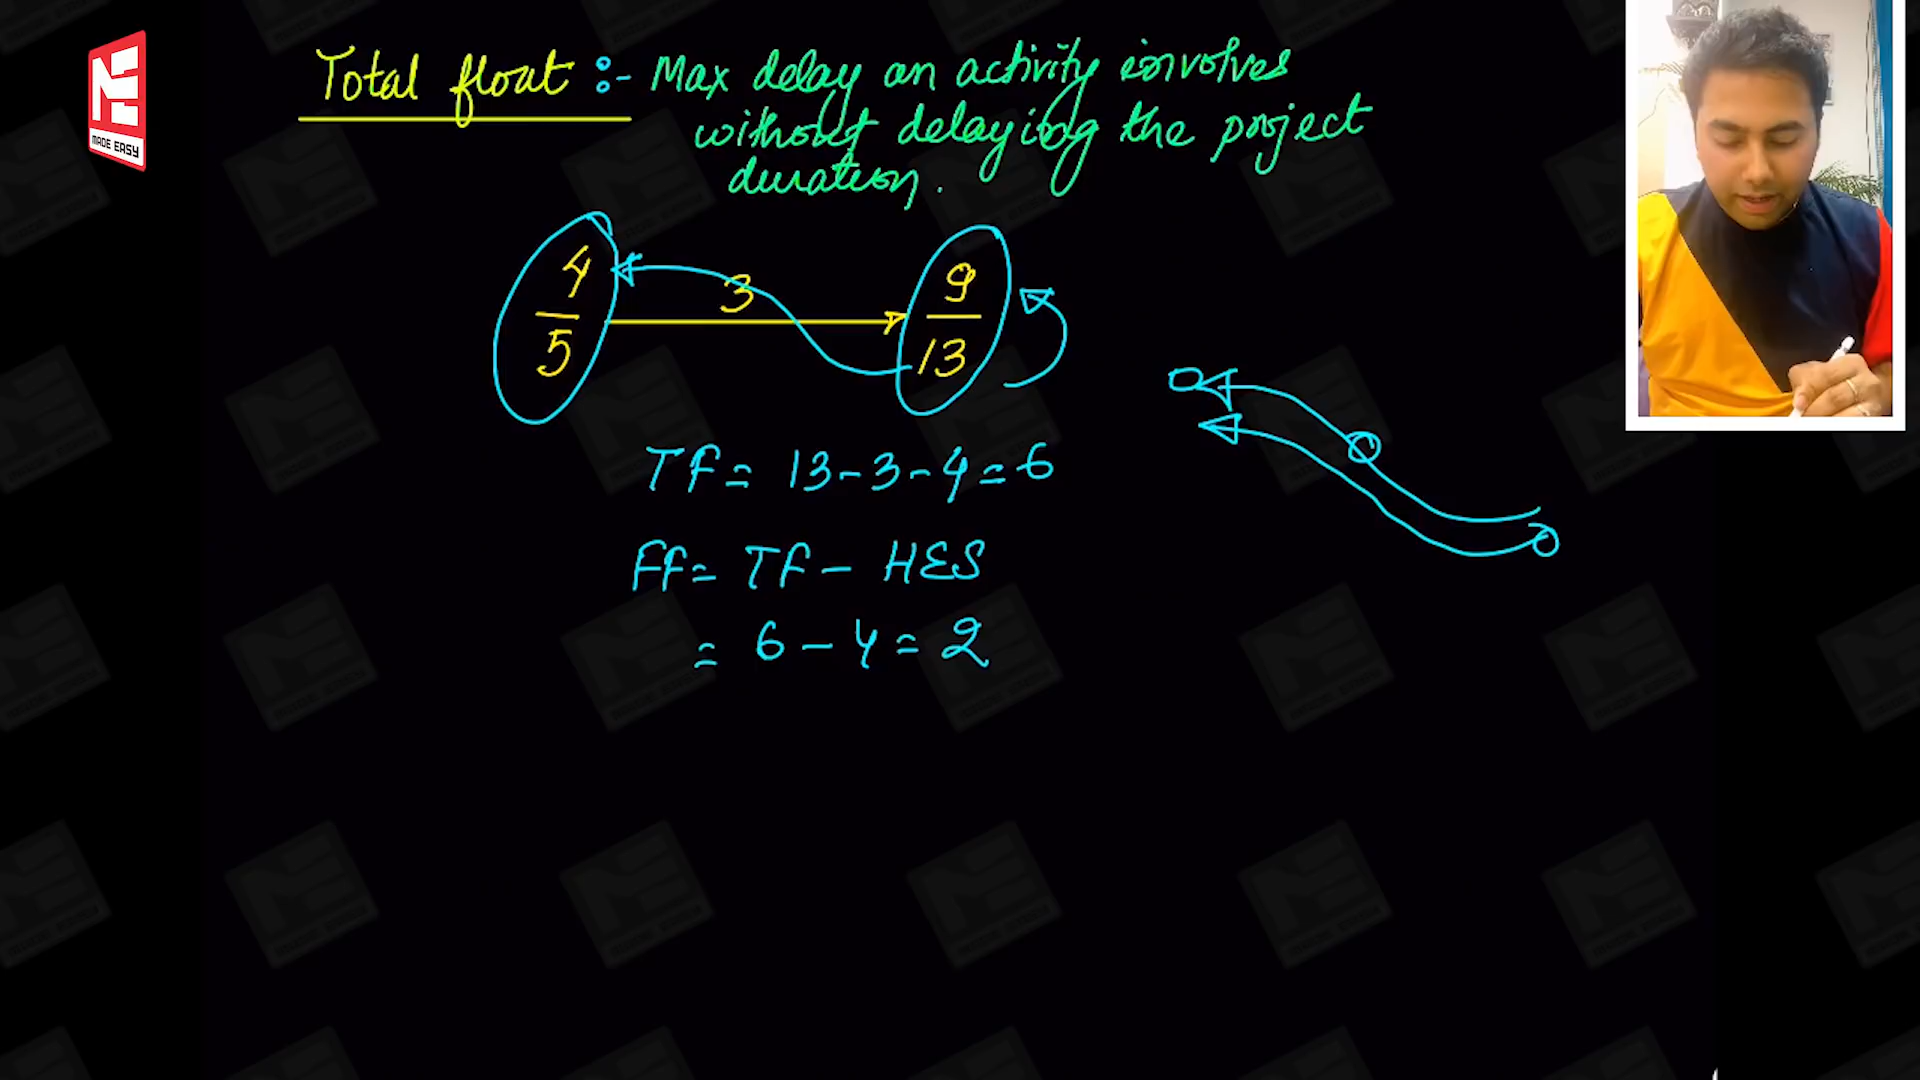 Total float :- Max delay an activity involves
without delaying the project
duration.
4
5
3
9
13
TF = 13 - 3 - 4 = 6
FF = TF - HES
= 6 - 4 = 2
MADE EASY